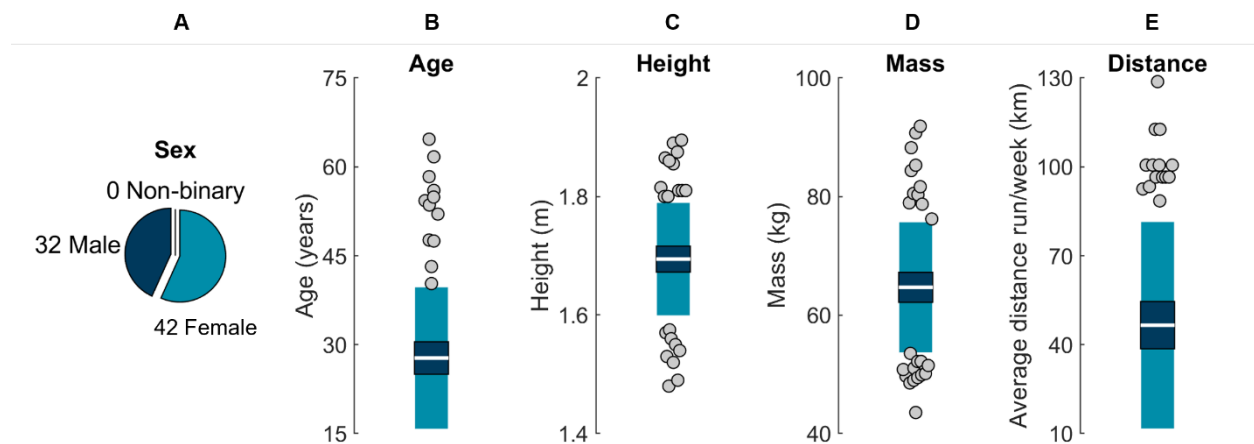 A
B
C
D
E
Sex
0 Non-binary
32 Male
42 Female
Age
Age (years)
75
60
45
30
15
Height
Height (m)
2
1.8
1.6
1.4
Mass
Mass (kg)
100
80
60
40
Distance
Average distance run/week (km)
130
100
70
40
10